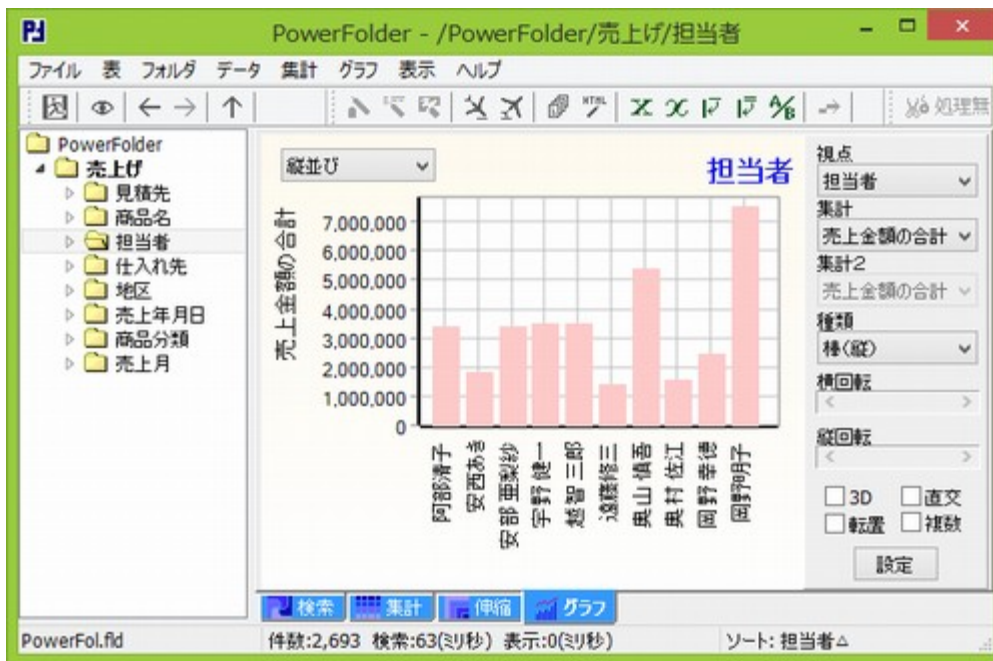 PowerFolder - /PowerFolder/売上げ/担当者
ファイル 表 フォルダ データ 集計 グラフ 表示 ヘルプ
HTML A/B 処理無
PowerFolder
売上げ
見積先
商品名
担当者
仕入れ先
地区
売上年月日
商品分類
売上月
縦並び
担当者
売上金額の合計
7,000,000
6,000,000
5,000,000
4,000,000
3,000,000
2,000,000
1,000,000
0
阿部清子
安西あき
安部 亜梨紗
宇野 健一
越智 三郎
遠藤修三
奥山 慎吾
奥村 佐江
岡野 幸徳
岡野明子
視点
担当者
集計
売上金額の合計
集計2
売上金額の合計
種類
棒(縦)
横回転
縦回転
3D 直交
転置 複数
設定
検索 集計 伸縮 グラフ
PowerFol.fld 件数:2,693 検索:63(ミリ秒) 表示:0(ミリ秒) ソート: 担当者△